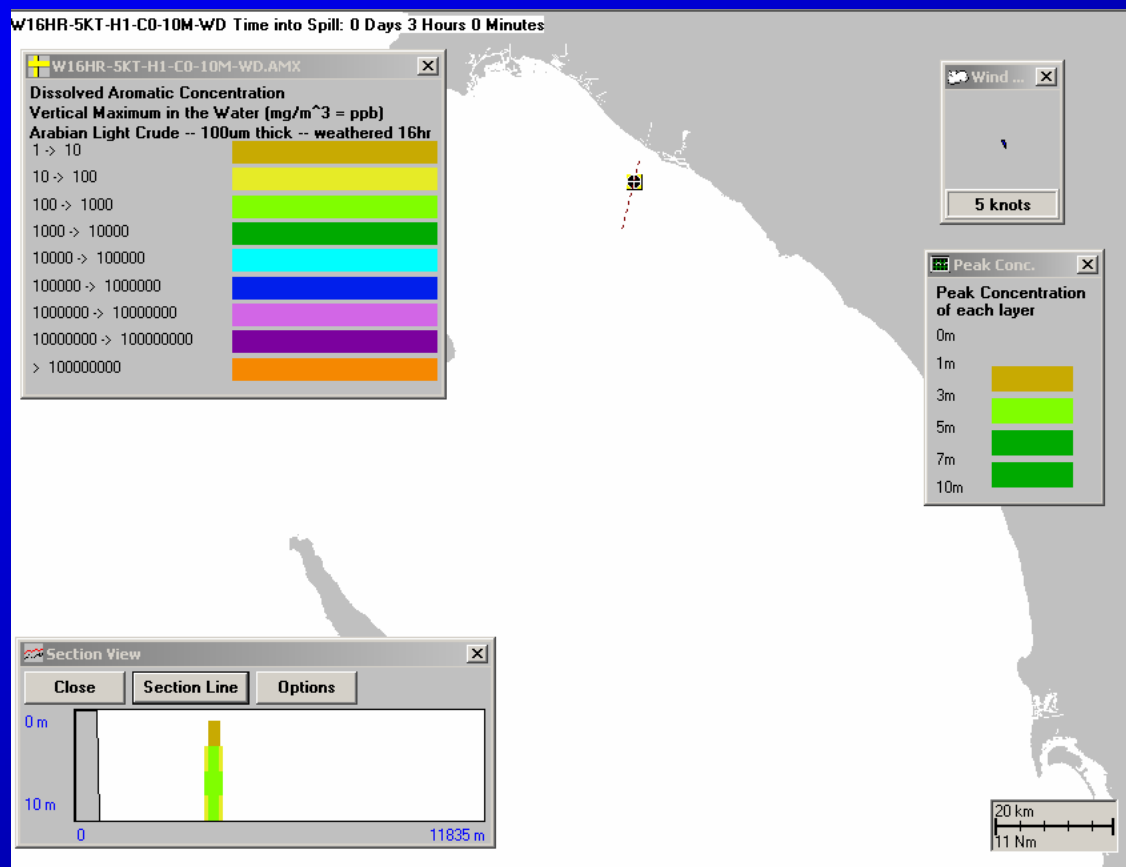 W16HR-5KT-H1-C0-10M-WD Time into Spill: 0 Days 3 Hours 0 Minutes
W16HR-5KT-H1-C0-10M-WD.AMX
Dissolved Aromatic Concentration
Vertical Maximum in the Water (mg/m^3 = ppb)
Arabian Light Crude -- 100um thick -- weathered 16hr
1 -> 10
10 -> 100
100 -> 1000
1000 -> 10000
10000 -> 100000
100000 -> 1000000
1000000 -> 10000000
10000000 -> 100000000
> 100000000
Wind ...
5 knots
Peak Conc.
Peak Concentration
of each layer
0m
1m
3m
5m
7m
10m
Section View
Close Section Line Options
0 m
10 m
0 11835 m
20 km
11 Nm